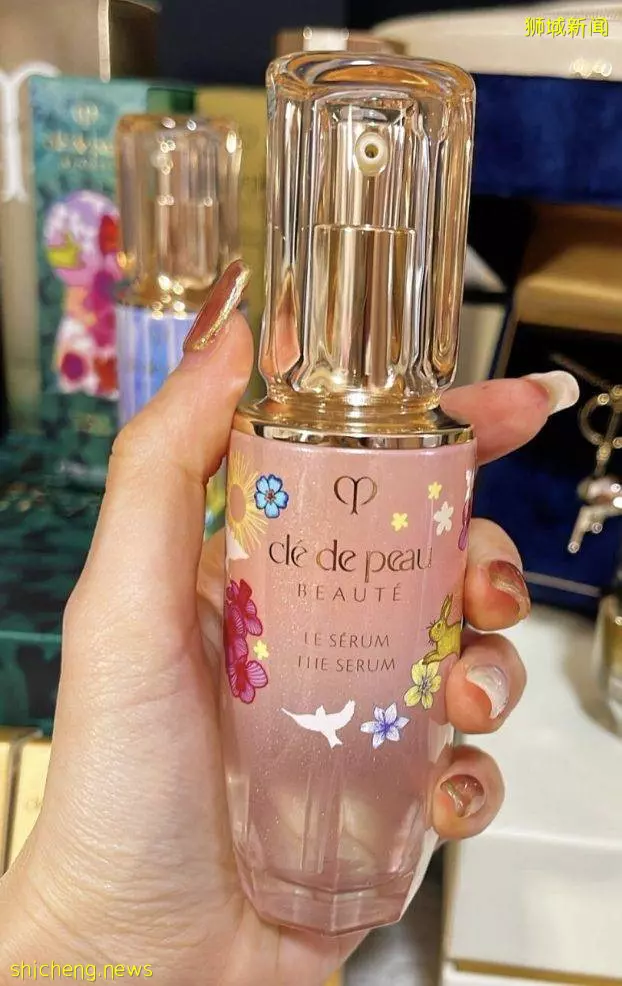 狮城新闻
clé de peau
BEAUTÉ
LE SÉRUM
THE SERUM
shicheng.news